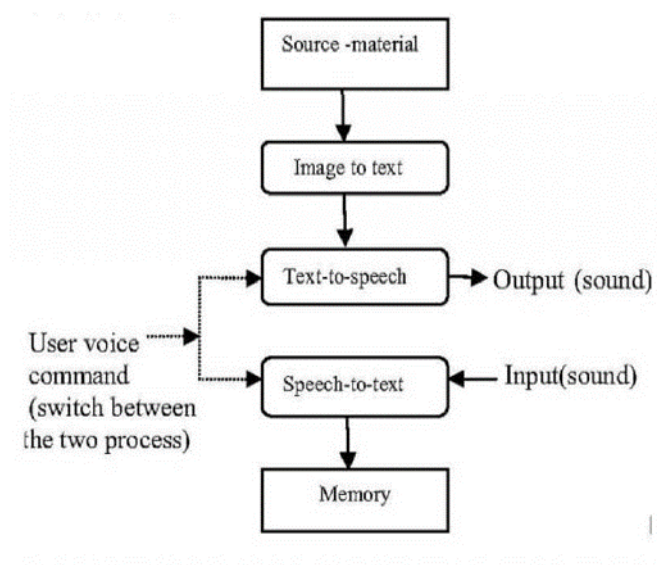 Source -material
Image to text
Text-to-speech
Output (sound)
User voice
command
(switch between
the two process)
Speech-to-text
Input(sound)
Memory